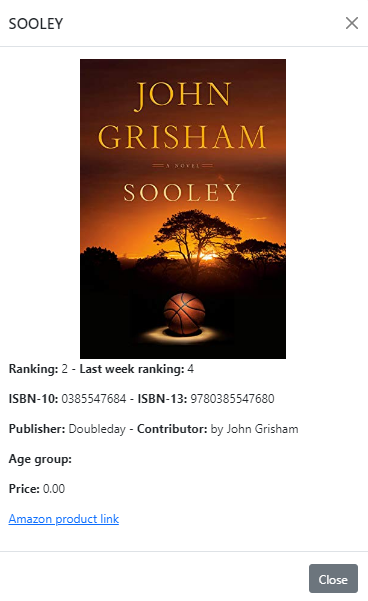 SOOLEY
JOHN
GRISHAM
A NOVEL
SOOLEY
Ranking: 2 - Last week ranking: 4
ISBN-10: 0385547684 - ISBN-13: 9780385547680
Publisher: Doubleday - Contributor: by John Grisham
Age group:
Price: 0.00
Amazon product link
Close